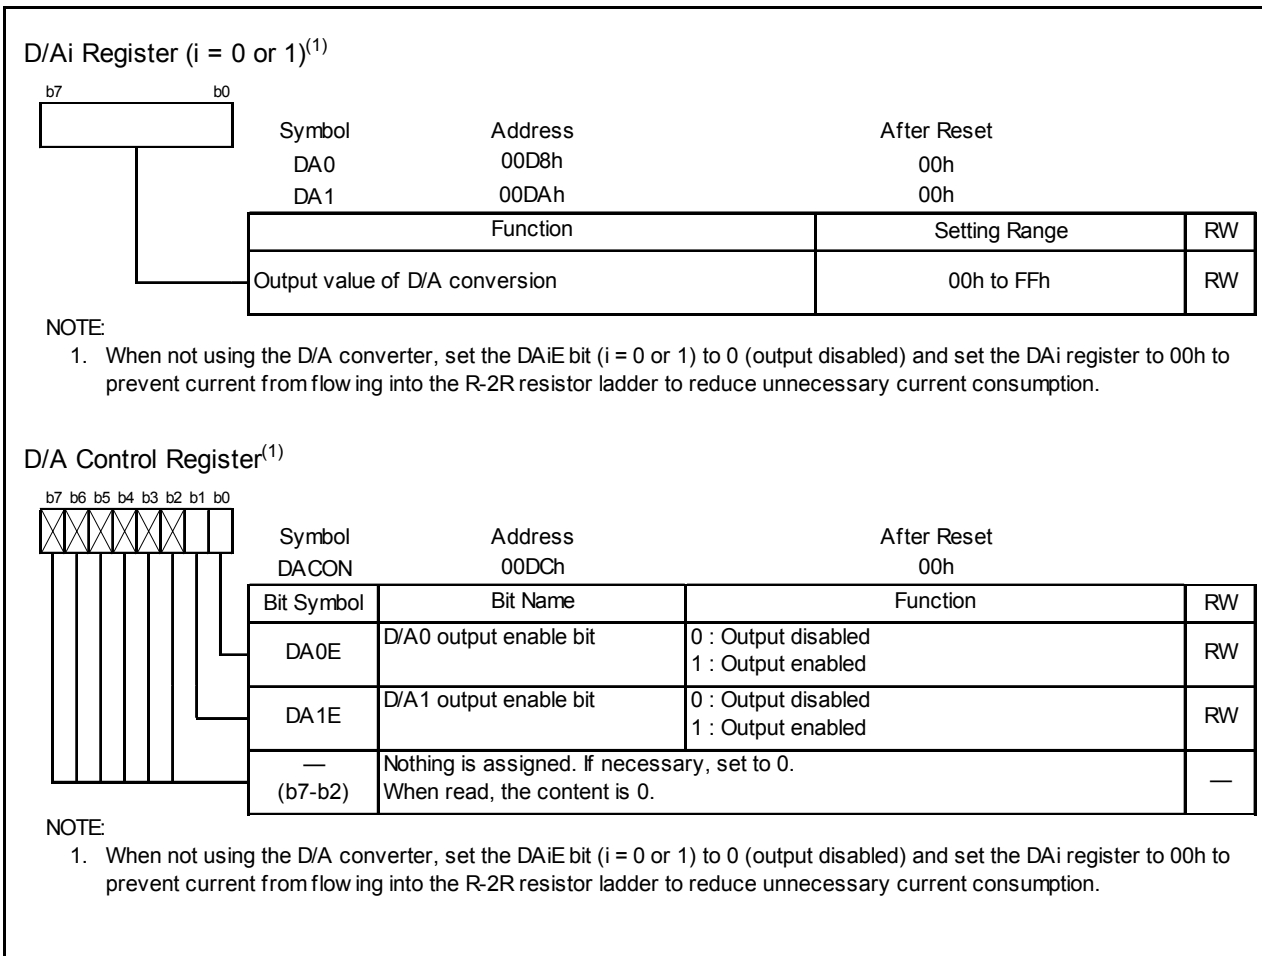 D/Ai Register (i = 0 or 1)(1)
b7 b0
Symbol Address After Reset
DA0 00D8h 00h
DA1 00DAh 00h
Function Setting Range RW
Output value of D/A conversion 00h to FFh RW
NOTE:
1. When not using the D/A converter, set the DAiE bit (i = 0 or 1) to 0 (output disabled) and set the DAi register to 00h to
prevent current from flowing into the R-2R resistor ladder to reduce unnecessary current consumption.
D/A Control Register(1)
b7 b6 b5 b4 b3 b2 b1 b0
Symbol Address After Reset
DACON 00DCh 00h
Bit Symbol Bit Name Function RW
DA0E D/A0 output enable bit 0 : Output disabled
1 : Output enabled RW
DA1E D/A1 output enable bit 0 : Output disabled
1 : Output enabled RW
— Nothing is assigned. If necessary, set to 0.
(b7-b2) When read, the content is 0. —
NOTE:
1. When not using the D/A converter, set the DAiE bit (i = 0 or 1) to 0 (output disabled) and set the DAi register to 00h to
prevent current from flowing into the R-2R resistor ladder to reduce unnecessary current consumption.